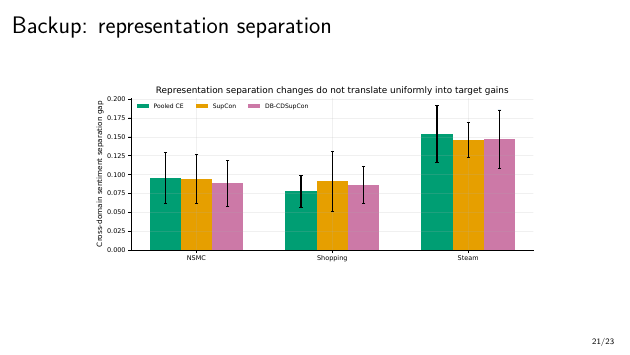 Backup: representation separation
Representation separation changes do not translate uniformly into target gains
Pooled CE SupCon DB-CDSupCon
Cross-domain sentiment separation gap
0.200
0.175
0.150
0.125
0.100
0.075
0.050
0.025
0.000
NSMC Shopping Steam
21/23